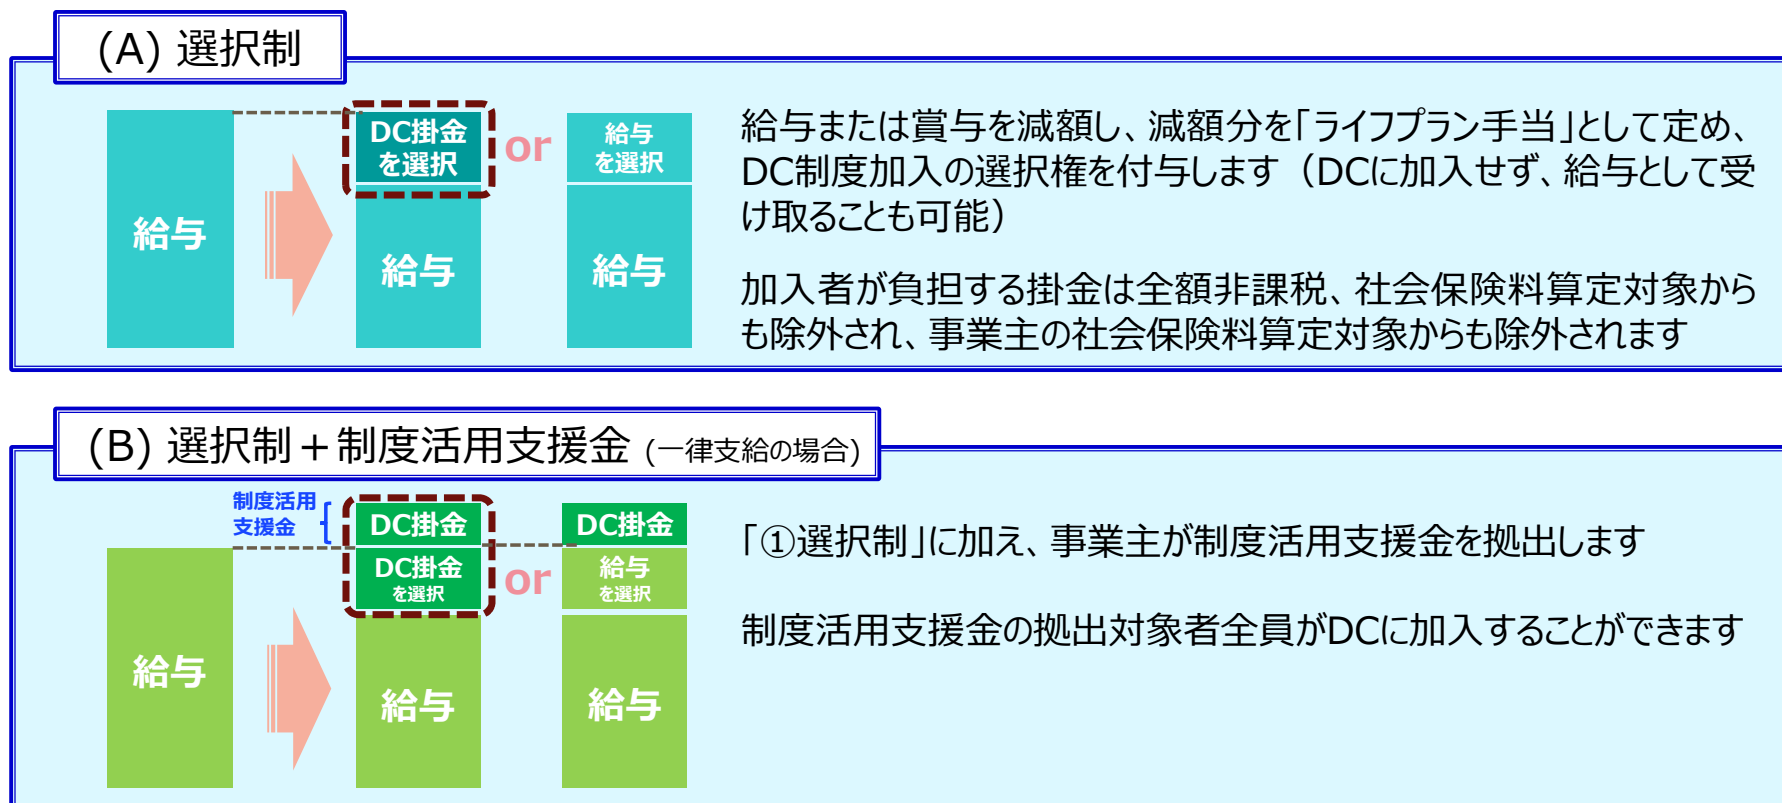 (A) 選択制
給与
DC掛金
を選択
給与
or
給与
を選択
給与
給与または賞与を減額し、減額分を「ライフプラン手当」として定め、
DC制度加入の選択権を付与します（DCに加入せず、給与として受
け取ることも可能）
加入者が負担する掛金は全額非課税、社会保険料算定対象から
も除外され、事業主の社会保険料算定対象からも除外されます
(B) 選択制＋制度活用支援金 (一律支給の場合)
制度活用
支援金
給与
DC掛金
DC掛金
を選択
給与
or
DC掛金
給与
を選択
給与
「①選択制」に加え、事業主が制度活用支援金を拠出します
制度活用支援金の拠出対象者全員がDCに加入することができます